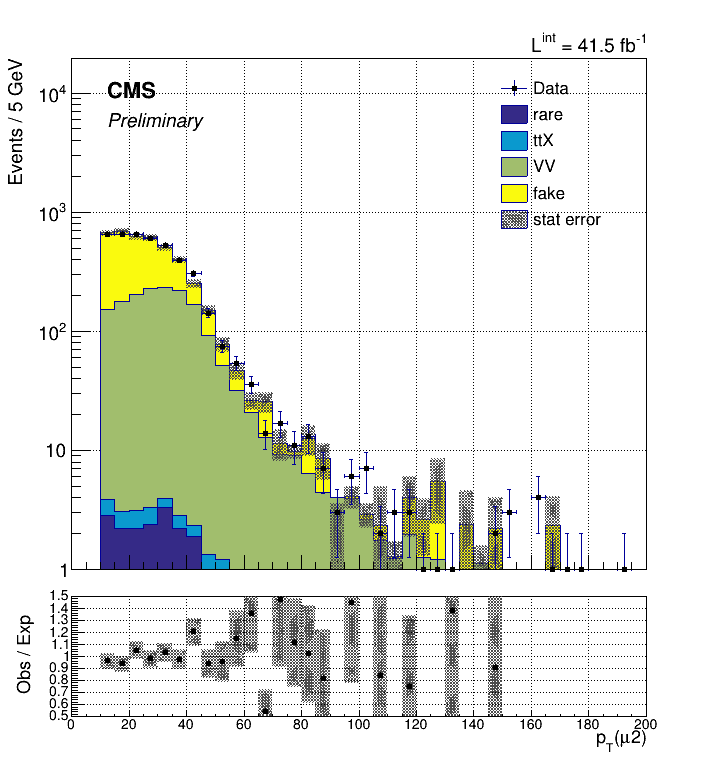 L^int = 41.5 fb^-1
Events / 5 GeV
CMS
Preliminary
Data
rare
ttX
VV
fake
stat error
10^4
10^3
10^2
10
1
Obs / Exp
1.5
1.4
1.3
1.2
1.1
1
0.9
0.8
0.7
0.6
0.5
0 20 40 60 80 100 120 140 160 180 200
p_T(μ2)